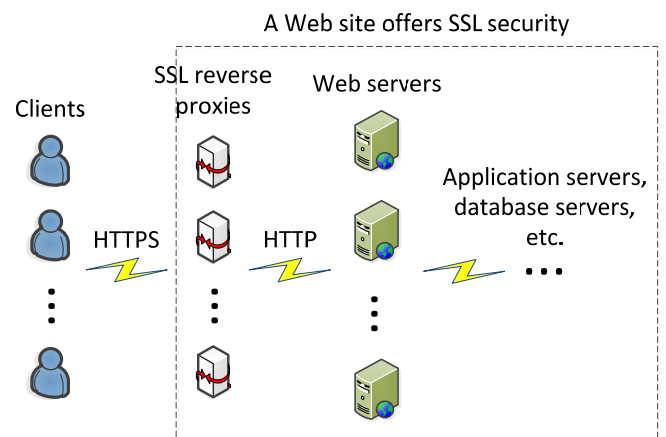 A Web site offers SSL security
SSL reverse
proxies
Web servers
Clients
Application servers,
database servers,
etc.
HTTPS
HTTP